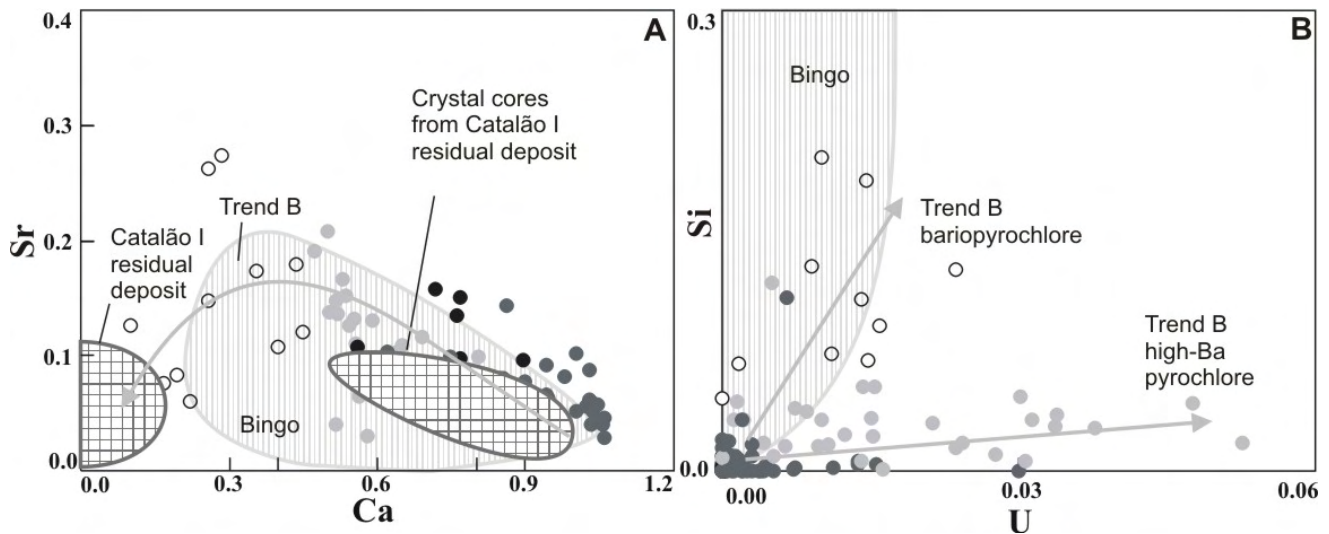 0.4
A
Crystal cores
from Catalão I
residual deposit
0.3
Trend B
Sr
0.2
Catalão I
residual
deposit
0.1
Bingo
0.0
0.0
0.3
0.6
0.9
1.2
Ca
0.3
B
Bingo
Trend B
bariopyrochlore
Si
Trend B
high-Ba
pyrochlore
0.0
0.00
0.03
0.06
U